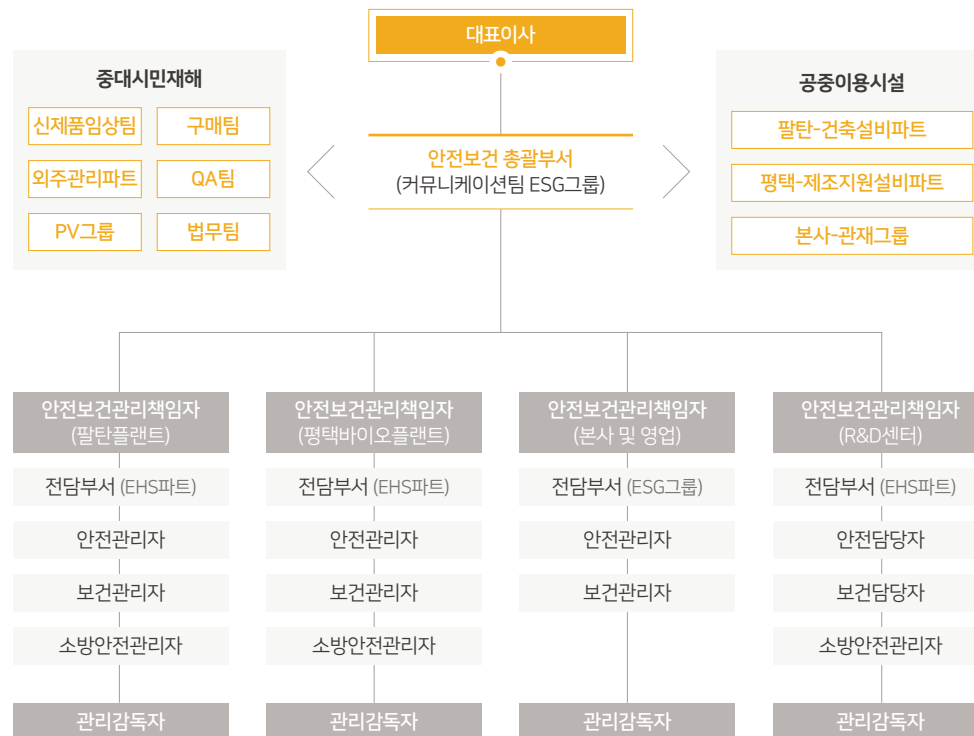 대표이사
중대시민재해
신제품임상팀
구매팀
외주관리파트
QA팀
PV그룹
법무팀
안전보건 총괄부서
(커뮤니케이션팀 ESG그룹)
공중이용시설
팔탄-건축설비파트
평택-제조지원설비파트
본사-관재그룹
안전보건관리책임자
(팔탄플랜트)
전담부서 (EHS파트)
안전관리자
보건관리자
소방안전관리자
관리감독자
안전보건관리책임자
(평택바이오플랜트)
전담부서 (EHS파트)
안전관리자
보건관리자
소방안전관리자
관리감독자
안전보건관리책임자
(본사 및 영업)
전담부서 (ESG그룹)
안전관리자
보건관리자
관리감독자
안전보건관리책임자
(R&D센터)
전담부서 (EHS파트)
안전담당자
보건담당자
소방안전관리자
관리감독자